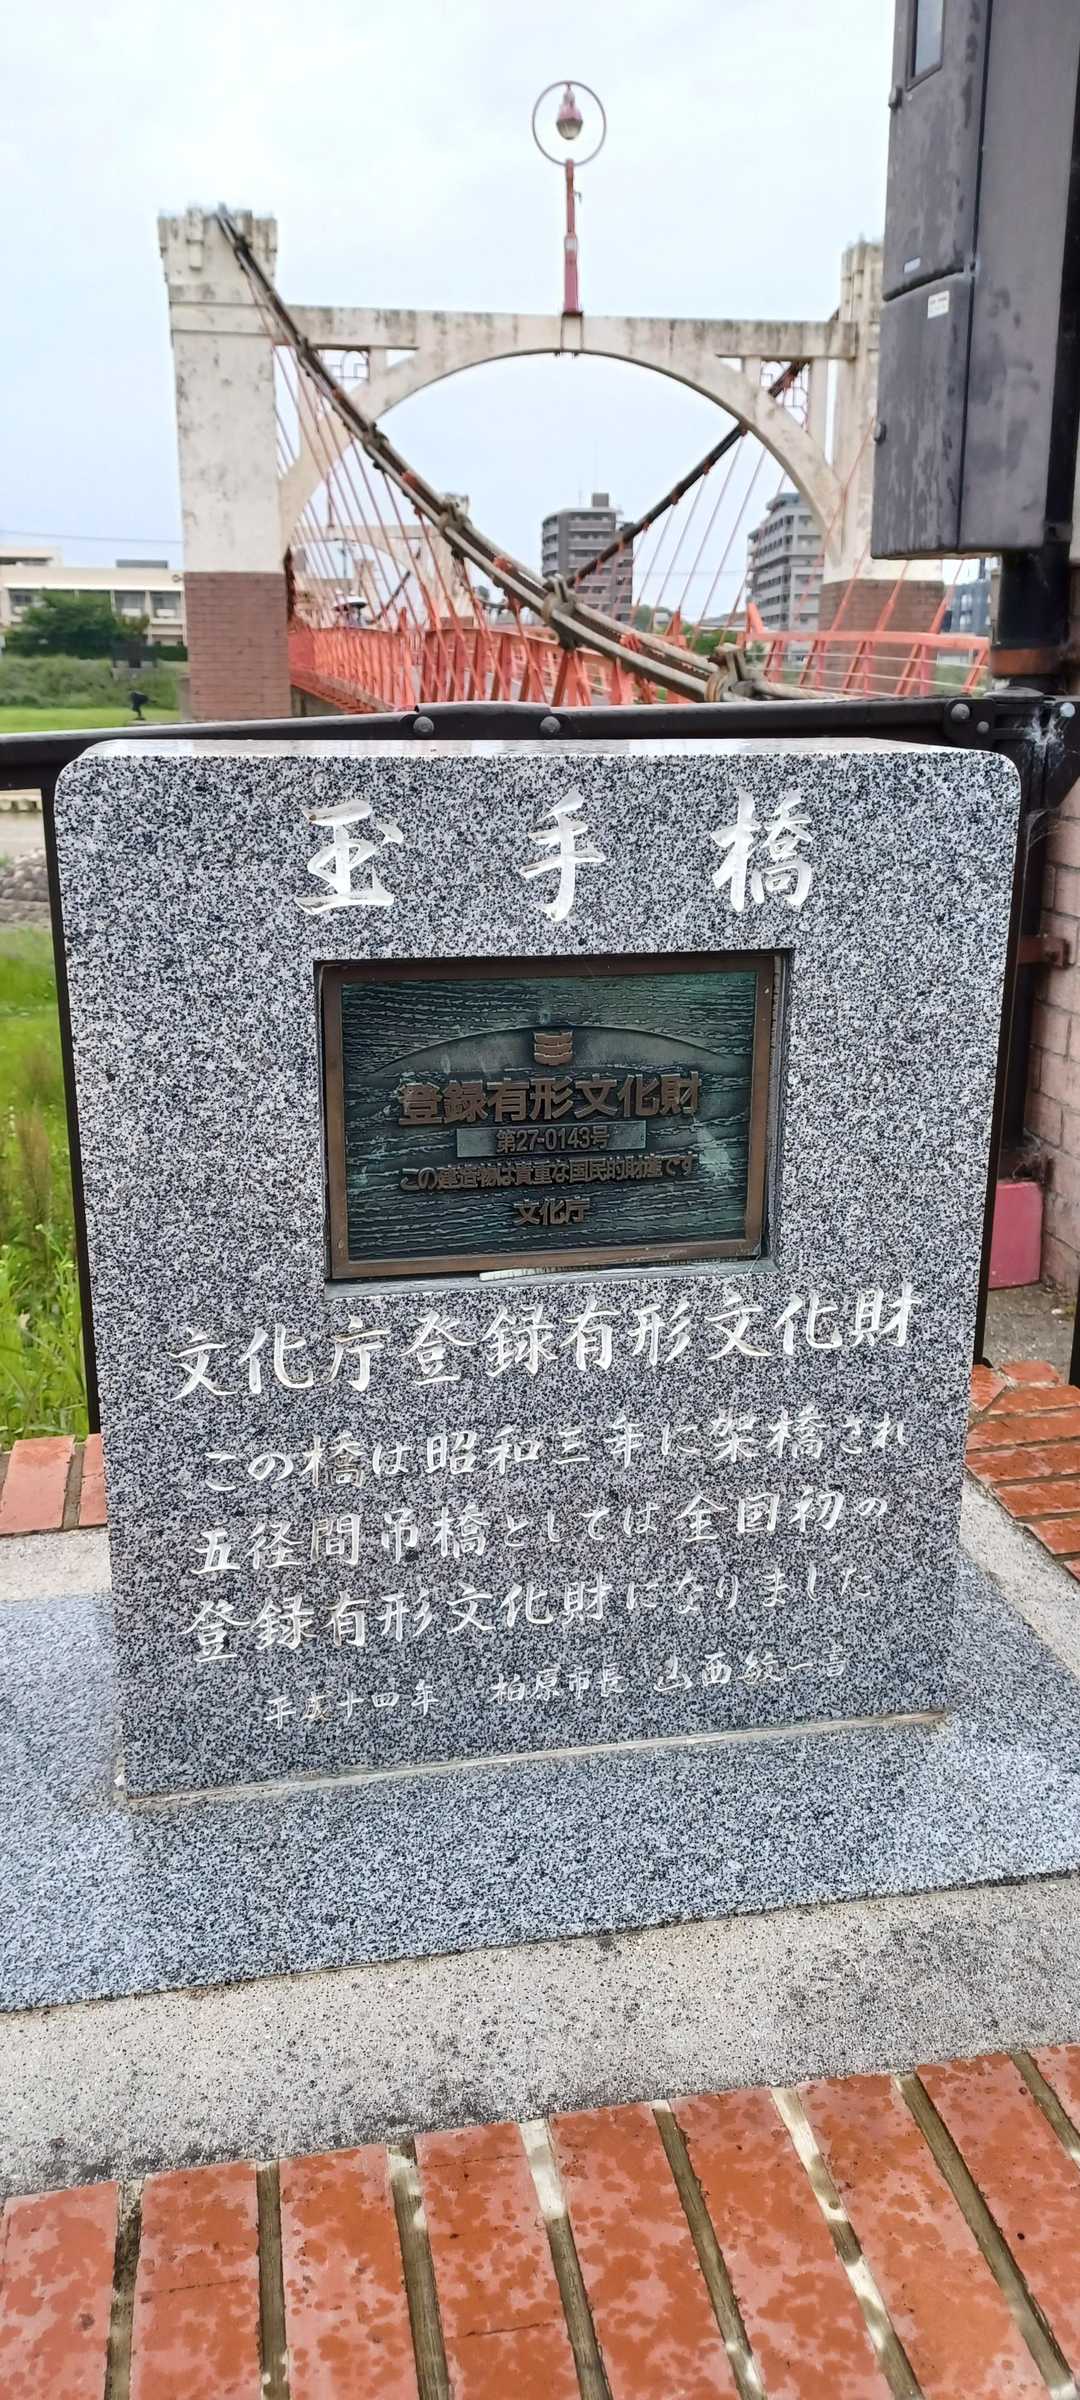 玉手橋
登録有形文化財
第27-0143号
この建造物は貴重な国民的財産です
文化庁
文化庁登録有形文化財
この橋は昭和三年に架橋され
五径間吊橋としては全国初の
登録有形文化財になりました
平成十四年 柏原市長 山西敏一書